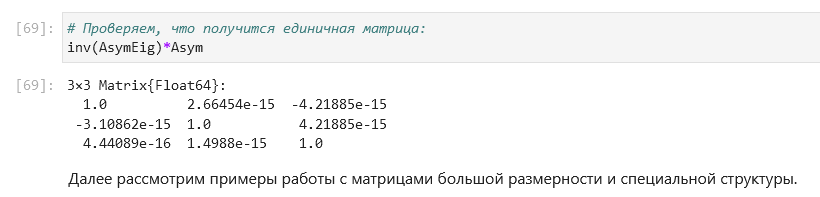 [69]: # Проверяем, что получится единичная матрица:
inv(AsymEig)*Asym
[69]: 3×3 Matrix{Float64}:
1.0 2.66454e-15 -4.21885e-15
-3.10862e-15 1.0 4.21885e-15
4.44089e-16 1.4988e-15 1.0
Далее рассмотрим примеры работы с матрицами большой размерности и специальной структуры.